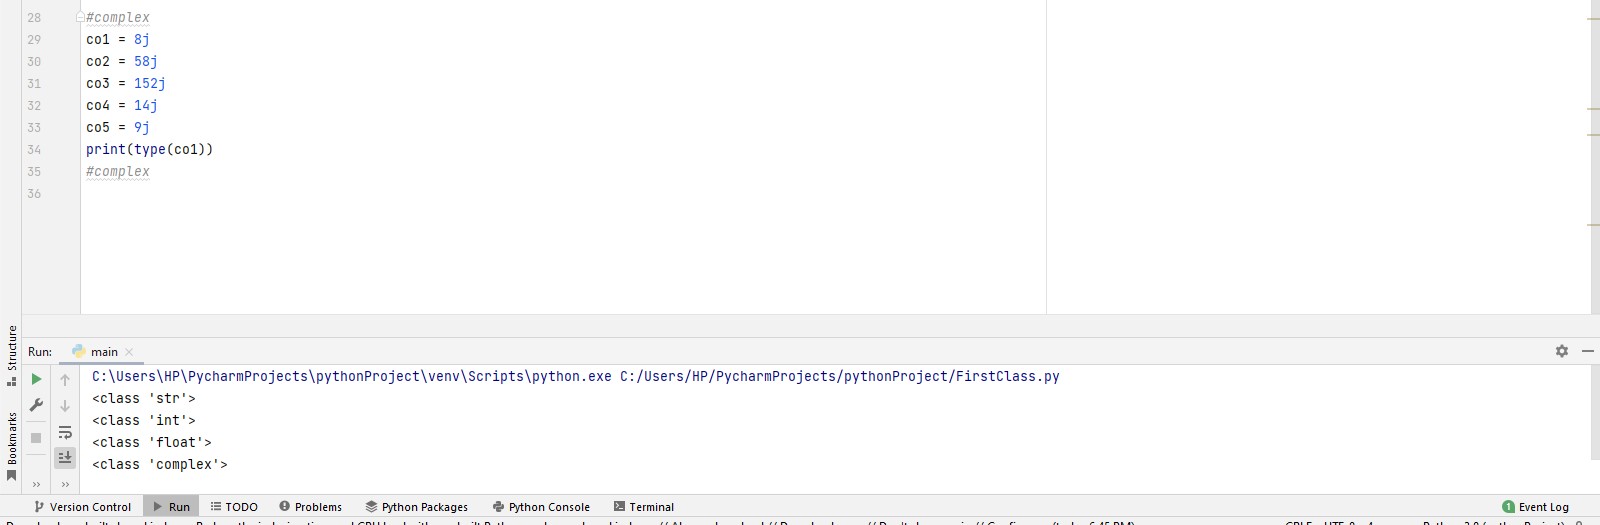 28 #complex
29 co1 = 8j
30 co2 = 58j
31 co3 = 152j
32 co4 = 14j
33 co5 = 9j
34 print(type(co1))
35 #complex
36
Structure
Bookmarks
Run: main
C:\Users\HP\PycharmProjects\pythonProject\venv\Scripts\python.exe C:/Users/HP/PycharmProjects/pythonProject/FirstClass.py
<class 'str'>
<class 'int'>
<class 'float'>
<class 'complex'>
Version Control Run TODO Problems Python Packages Python Console Terminal 1 Event Log